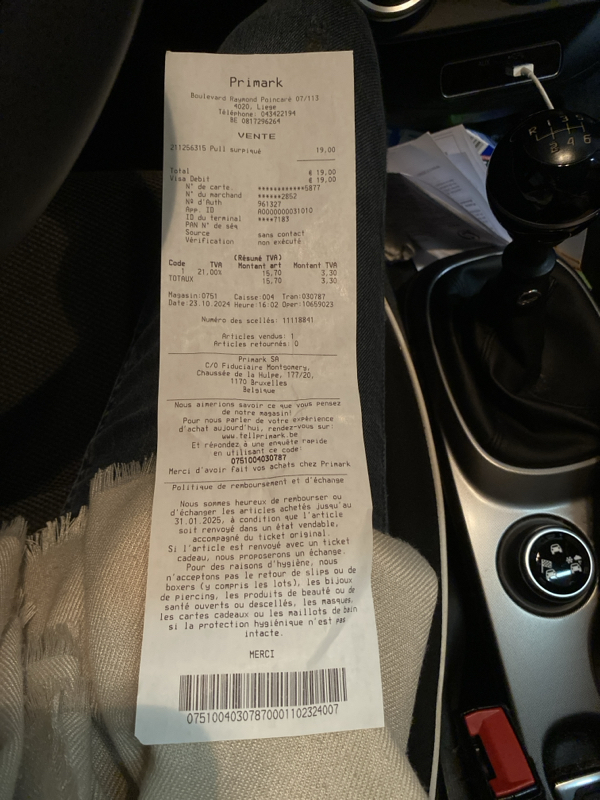 Primark
Boulevard Raymond Poincaré 07/113
4020, Liege
Téléphone: 043422194
BE 0817296264
VENTE
211256315 Pull surpiqué 19,00
Total € 19,00
Visa Debit € 19,00
N° de carte. ************5877
N° du marchand ******2852
N° d'Auth 961327
App. ID A0000000031010
ID du terminal ****7183
PAN N° de séq
Source sans contact
Vérification non exécuté
(Résumé TVA)
Code TVA Montant art Montant TVA
1 21,00% 15,70 3,30
TOTAUX 15,70 3,30
Magasin:0751 Caisse:004 Tran:030787
Date:23.10.2024 Heure:16:02 Oper:10659023
Numéro des scellés: 11118841
Articles vendus: 1
Articles retournés: 0
Primark SA
C/O Fiduciaire Montgomery,
Chaussée de la Hulpe, 177/20,
1170 Bruxelles
Belgique
Nous aimerions savoir ce que vous pensez
de notre magasin!
Pour nous parler de votre expérience
d'achat aujourd'hui, rendez-vous sur:
www.tellprimark.be
Et répondez à une enquête rapide
en utilisant ce code:
0751004030787
Merci d'avoir fait vos achats chez Primark
Politique de remboursement et d'échange
Nous sommes heureux de rembourser ou
d'échanger les articles achetés jusqu'au
31.01.2025, à condition que l'article
soit renvoyé dans un état vendable,
accompagné du ticket original.
Si l'article est renvoyé avec un ticket
cadeau, nous proposerons un échange.
Pour des raisons d'hygiène, nous
n'acceptons pas le retour de slips ou de
boxers (y compris les lots), les bijoux
de piercing, les produits de beauté ou de
santé ouverts ou descellés, les masques,
les cartes cadeaux ou les maillots de bain
si la protection hygiénique n'est pas
intacte.
MERCI
07510040307870001102324007
R 1 3 5
2 4 6